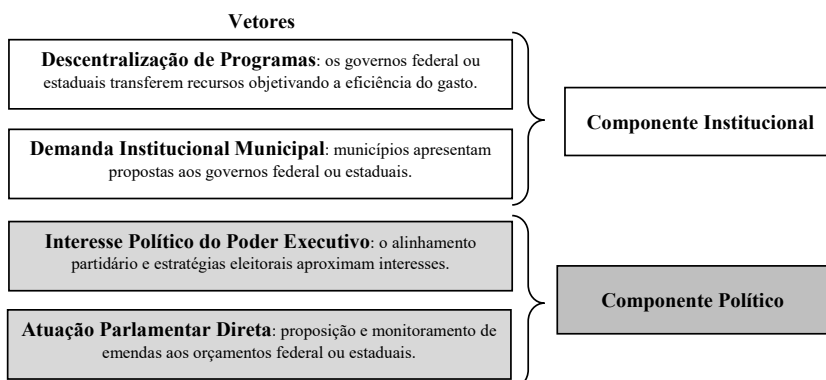 Vetores
Descentralização de Programas: os governos federal ou
estaduais transferem recursos objetivando a eficiência do gasto.
Componente Institucional
Demanda Institucional Municipal: municípios apresentam
propostas aos governos federal ou estaduais.
Interesse Político do Poder Executivo: o alinhamento
partidário e estratégias eleitorais aproximam interesses.
Componente Político
Atuação Parlamentar Direta: proposição e monitoramento de
emendas aos orçamentos federal ou estaduais.